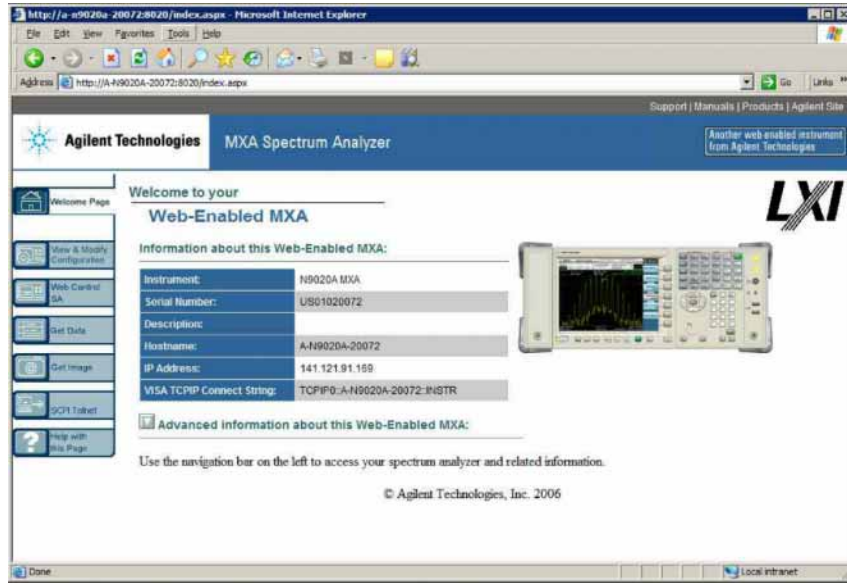 http://a-n9020a-20072:8020/index.aspx - Microsoft Internet Explorer
File Edit View Favorites Tools Help
Address http://A-N9020A-20072:8020/index.aspx Go Links »
Support | Manuals | Products | Agilent Site
Agilent Technologies MXA Spectrum Analyzer
Another web-enabled instrument
from Agilent Technologies
Welcome Page
View & Modify
Configuration
Web Control
SA
Get Data
Get Image
SCPI Telnet
Help with
this Page
Welcome to your
Web-Enabled MXA
LXI
Information about this Web-Enabled MXA:
Instrument: N9020A MXA
Serial Number: US01020072
Description:
Hostname: A-N9020A-20072
IP Address: 141.121.91.169
VISA TCPIP Connect String: TCPIP0::A-N9020A-20072::INSTR
Advanced information about this Web-Enabled MXA:
Use the navigation bar on the left to access your spectrum analyzer and related information.
© Agilent Technologies, Inc. 2006
Done Local intranet